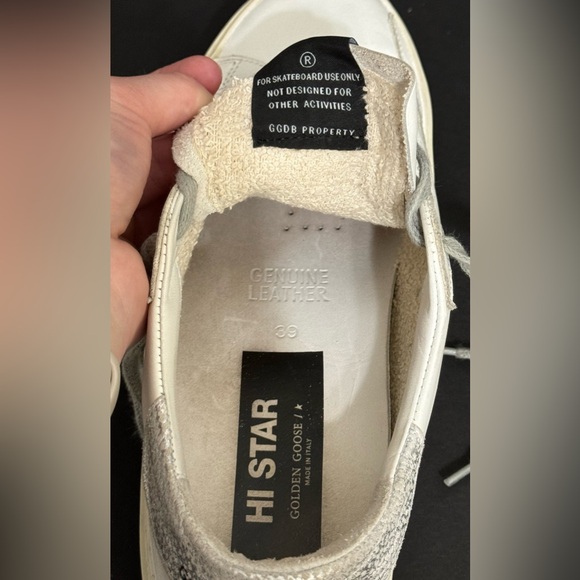 ®
FOR SKATEBOARD USE ONLY
NOT DESIGNED FOR
OTHER ACTIVITIES
GGDB PROPERTY
GENUINE
LEATHER
39
HI STAR
GOLDEN GOOSE / ★
MADE IN ITALY